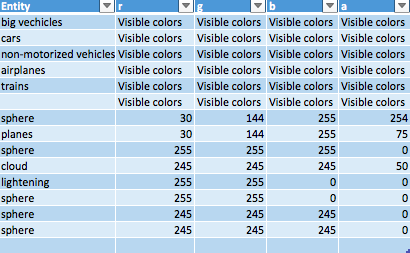 Entity r g b a
big vechicles Visible colors Visible colors Visible colors Visible colors
cars Visible colors Visible colors Visible colors Visible colors
non-motorized vehicles Visible colors Visible colors Visible colors Visible colors
airplanes Visible colors Visible colors Visible colors Visible colors
trains Visible colors Visible colors Visible colors Visible colors
Visible colors Visible colors Visible colors Visible colors
sphere 30 144 255 254
planes 30 144 255 75
sphere 255 255 255 0
cloud 245 245 245 50
lightening 255 255 0 0
sphere 255 255 0 0
sphere 245 245 245 0
sphere 245 245 245 0